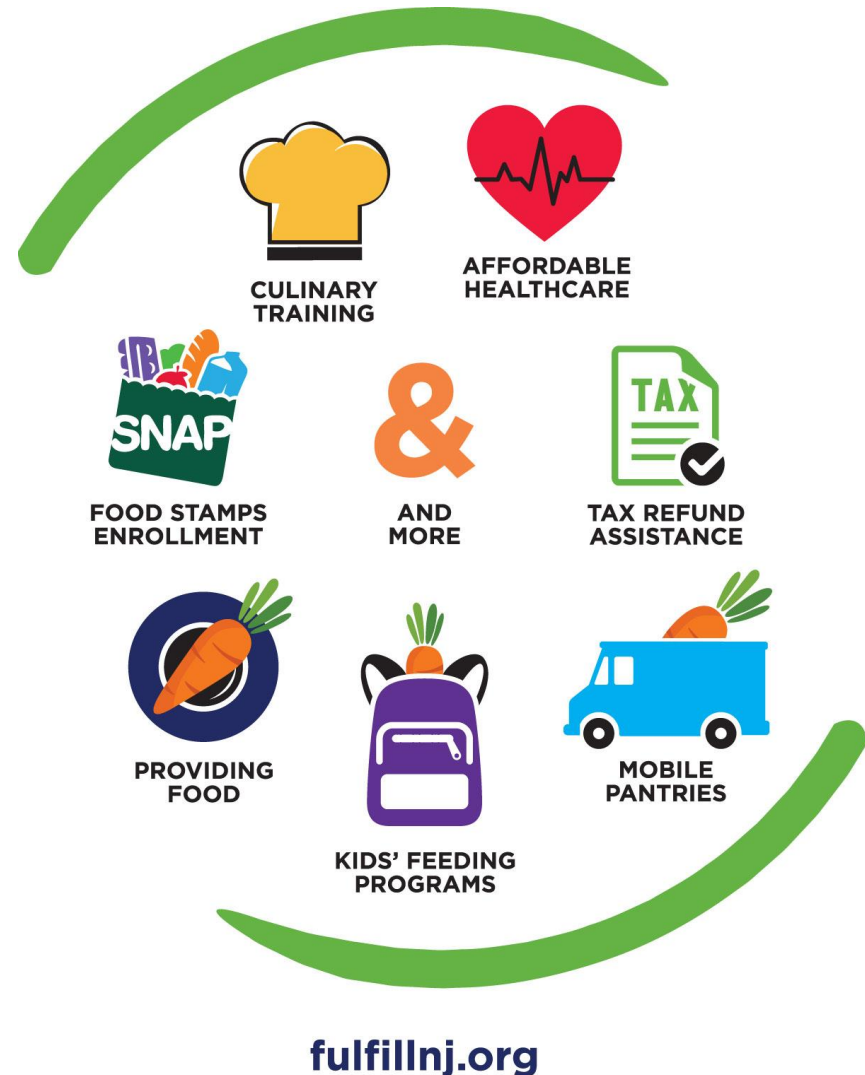 CULINARY
TRAINING
AFFORDABLE
HEALTHCARE
SNAP
FOOD STAMPS
ENROLLMENT
&
AND
MORE
TAX
TAX REFUND
ASSISTANCE
PROVIDING
FOOD
KIDS’ FEEDING
PROGRAMS
MOBILE
PANTRIES
fulfillnj.org